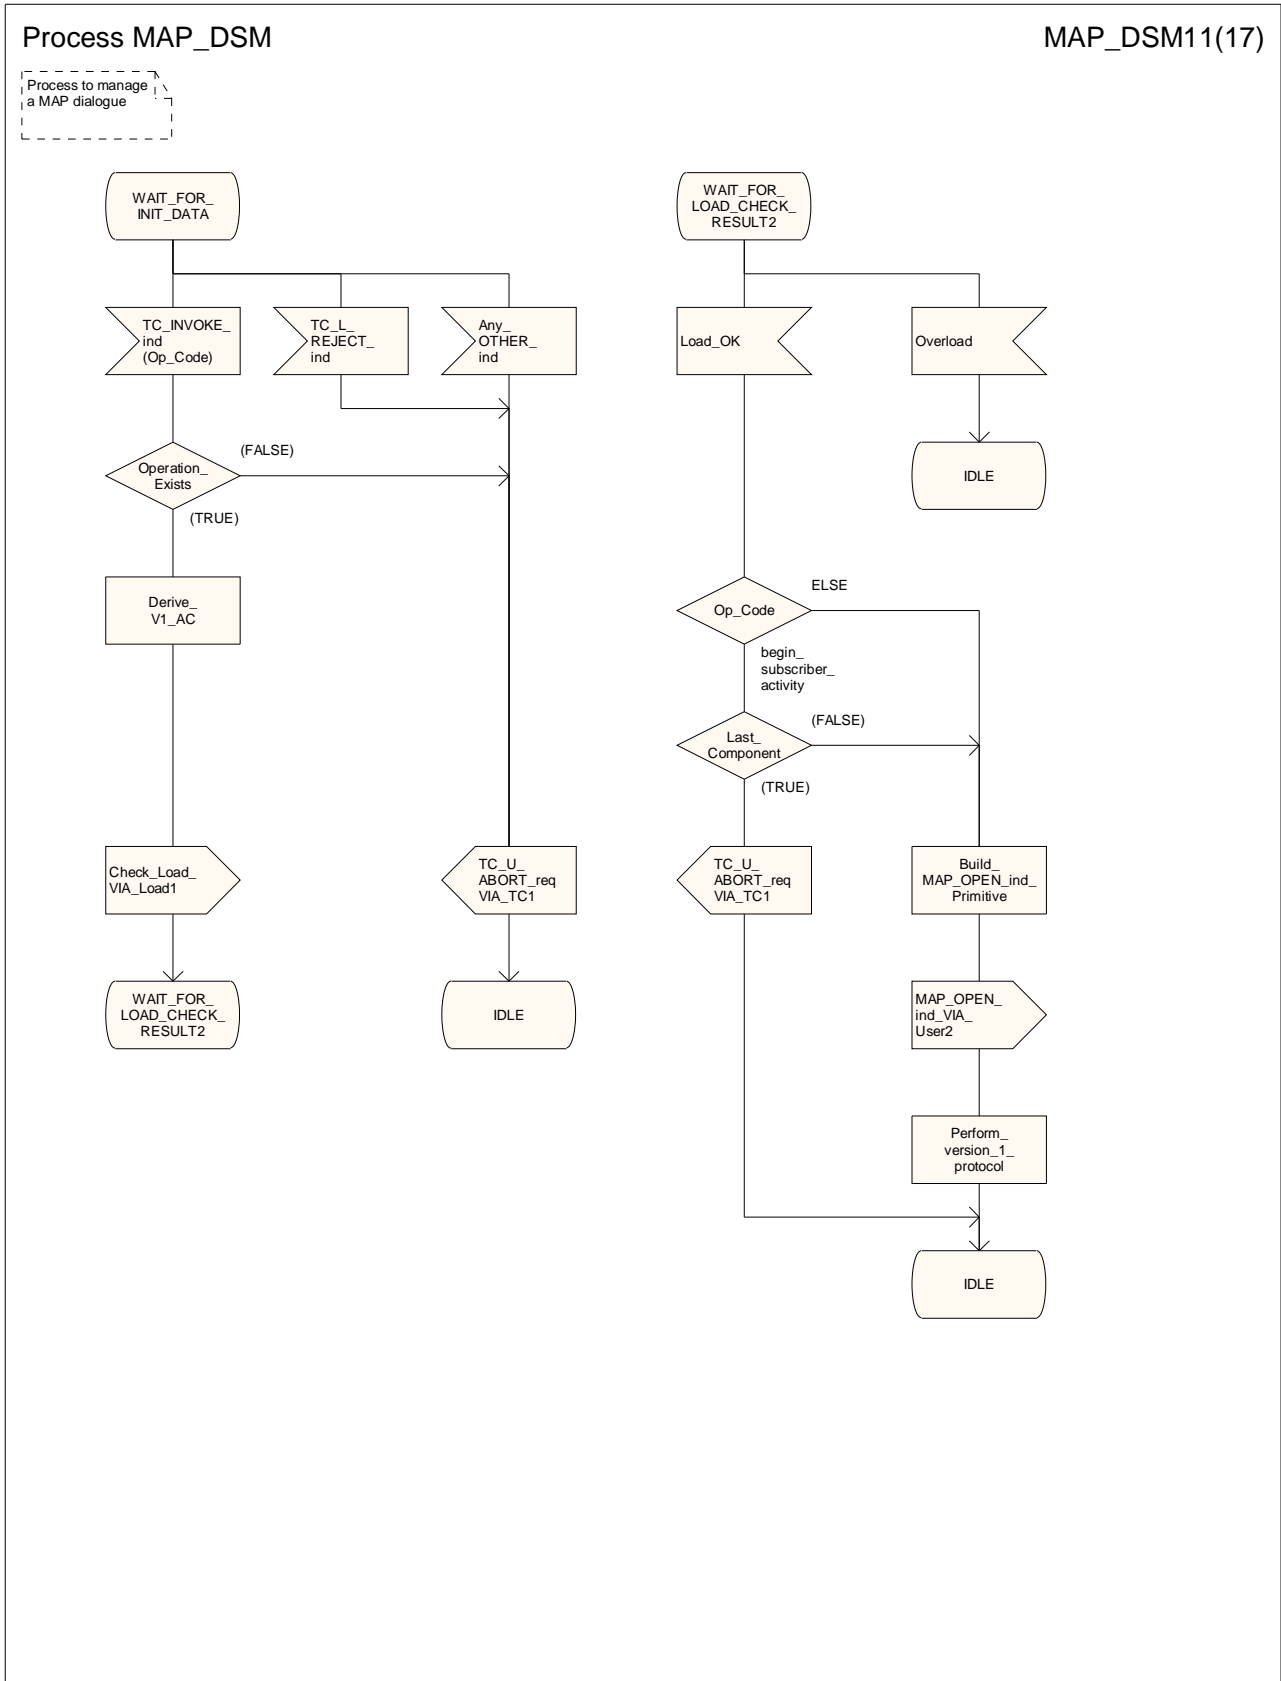 Process MAP_DSM
MAP_DSM11(17)
Process to manage
a MAP dialogue
WAIT_FOR_
INIT_DATA
TC_INVOKE_
ind
(Op_Code)
TC_L_
REJECT_
ind
Any_
OTHER_
ind
Operation_
Exists
(FALSE)
(TRUE)
Derive_
V1_AC
Check_Load_
VIA_Load1
TC_U_
ABORT_req
VIA_TC1
WAIT_FOR_
LOAD_CHECK_
RESULT2
IDLE
WAIT_FOR_
LOAD_CHECK_
RESULT2
Load_OK
Overload
IDLE
Op_Code
ELSE
begin_
subscriber_
activity
Last_
Component
(FALSE)
(TRUE)
TC_U_
ABORT_req
VIA_TC1
Build_
MAP_OPEN_ind_
Primitive
MAP_OPEN_
ind_VIA_
User2
Perform_
version_1_
protocol
IDLE